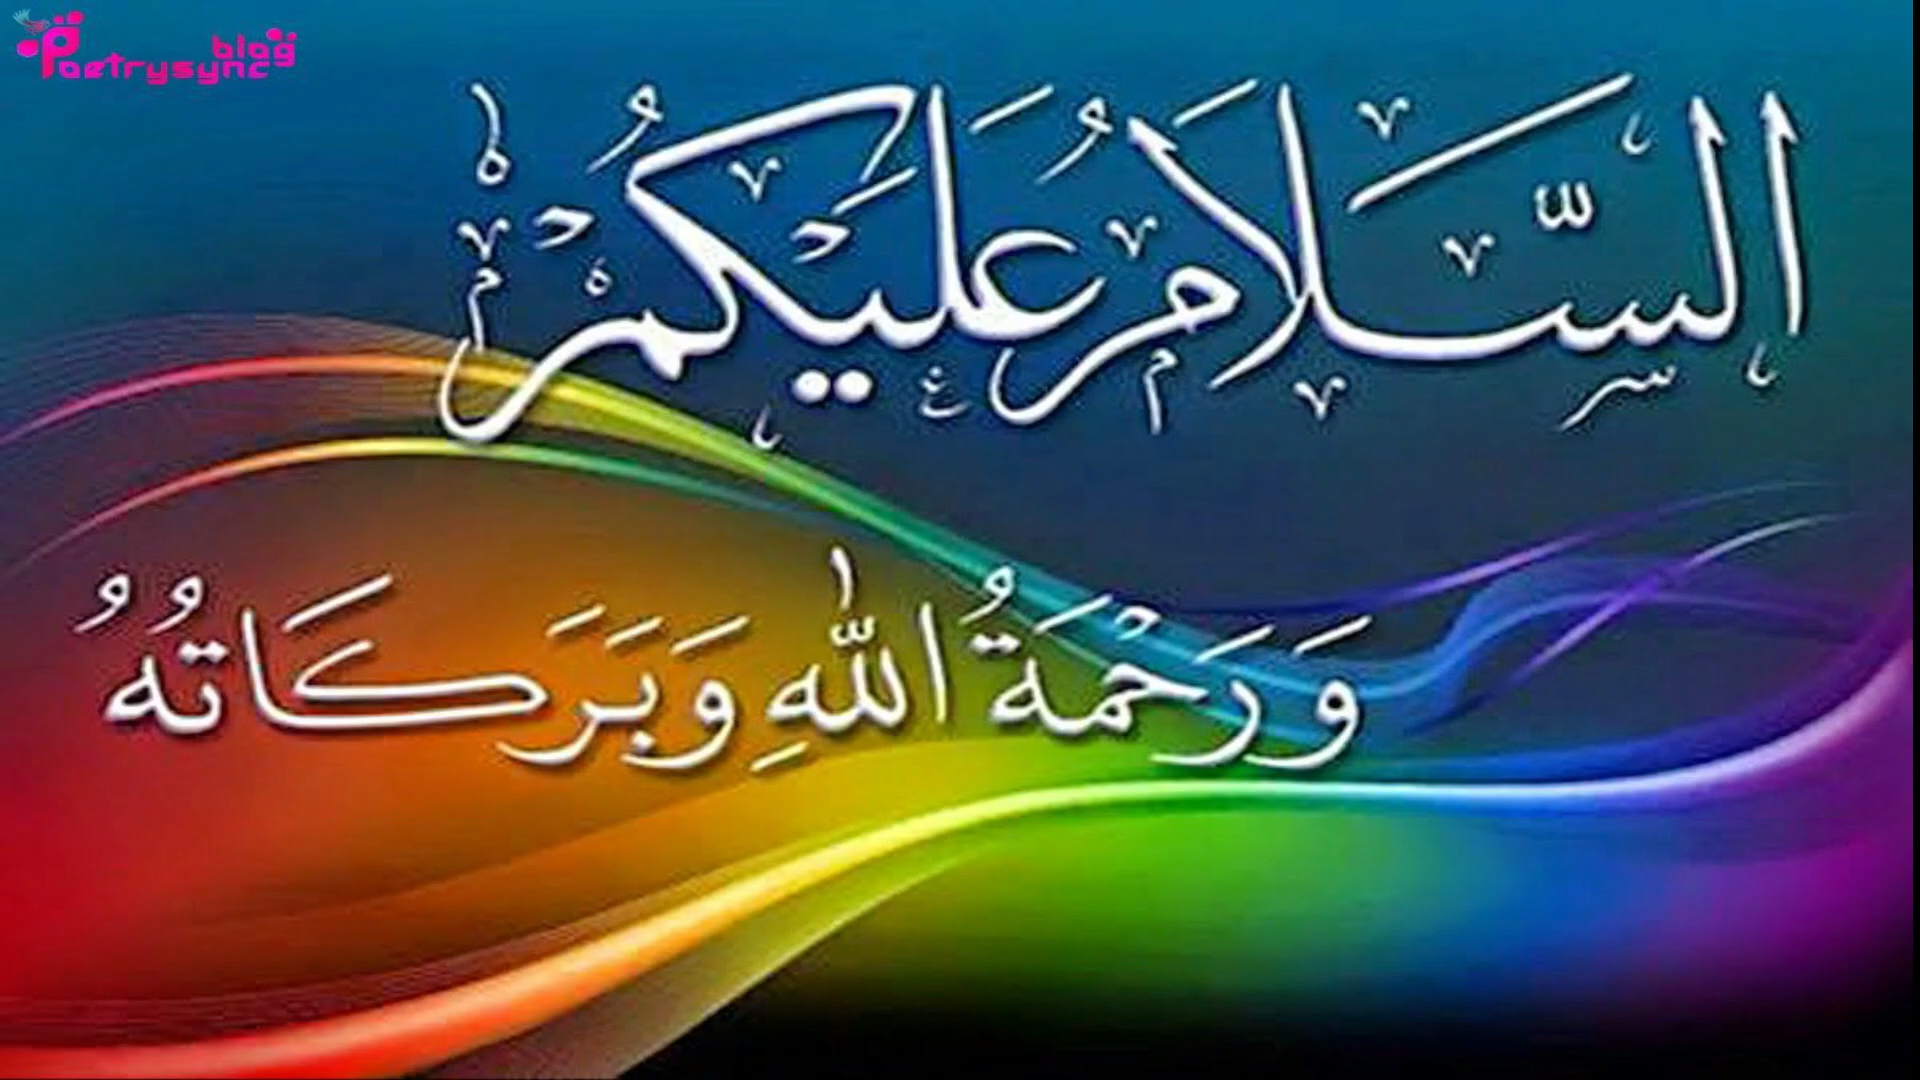 Poetrysync blog
السَّلَامُ عَلَيْكُمْ
وَرَحْمَةُ اللهِ وَبَرَكَاتُهُ